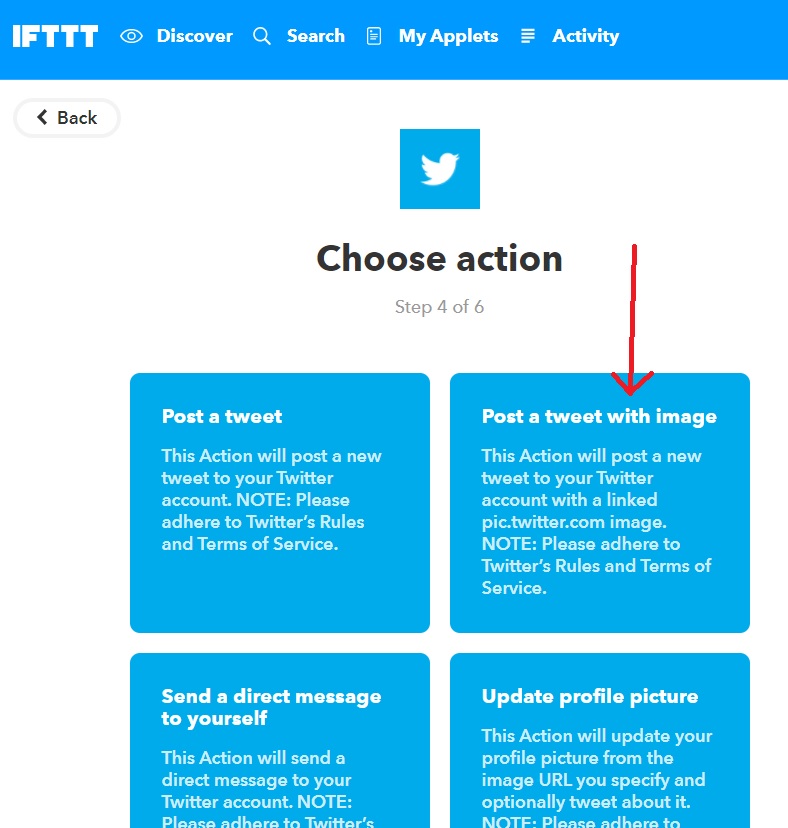 IFTTT Discover Search My Applets Activity
Back
Choose action
Step 4 of 6
Post a tweet
This Action will post a new
tweet to your Twitter
account. NOTE: Please
adhere to Twitter’s Rules
and Terms of Service.
Post a tweet with image
This Action will post a new
tweet to your Twitter
account with a linked
pic.twitter.com image.
NOTE: Please adhere to
Twitter’s Rules and Terms of
Service.
Send a direct message
to yourself
This Action will send a
direct message to your
Twitter account. NOTE:
Please adhere to Twitter’s
Update profile picture
This Action will update your
profile picture from the
image URL you specify and
optionally tweet about it.
NOTE: Please adhere to